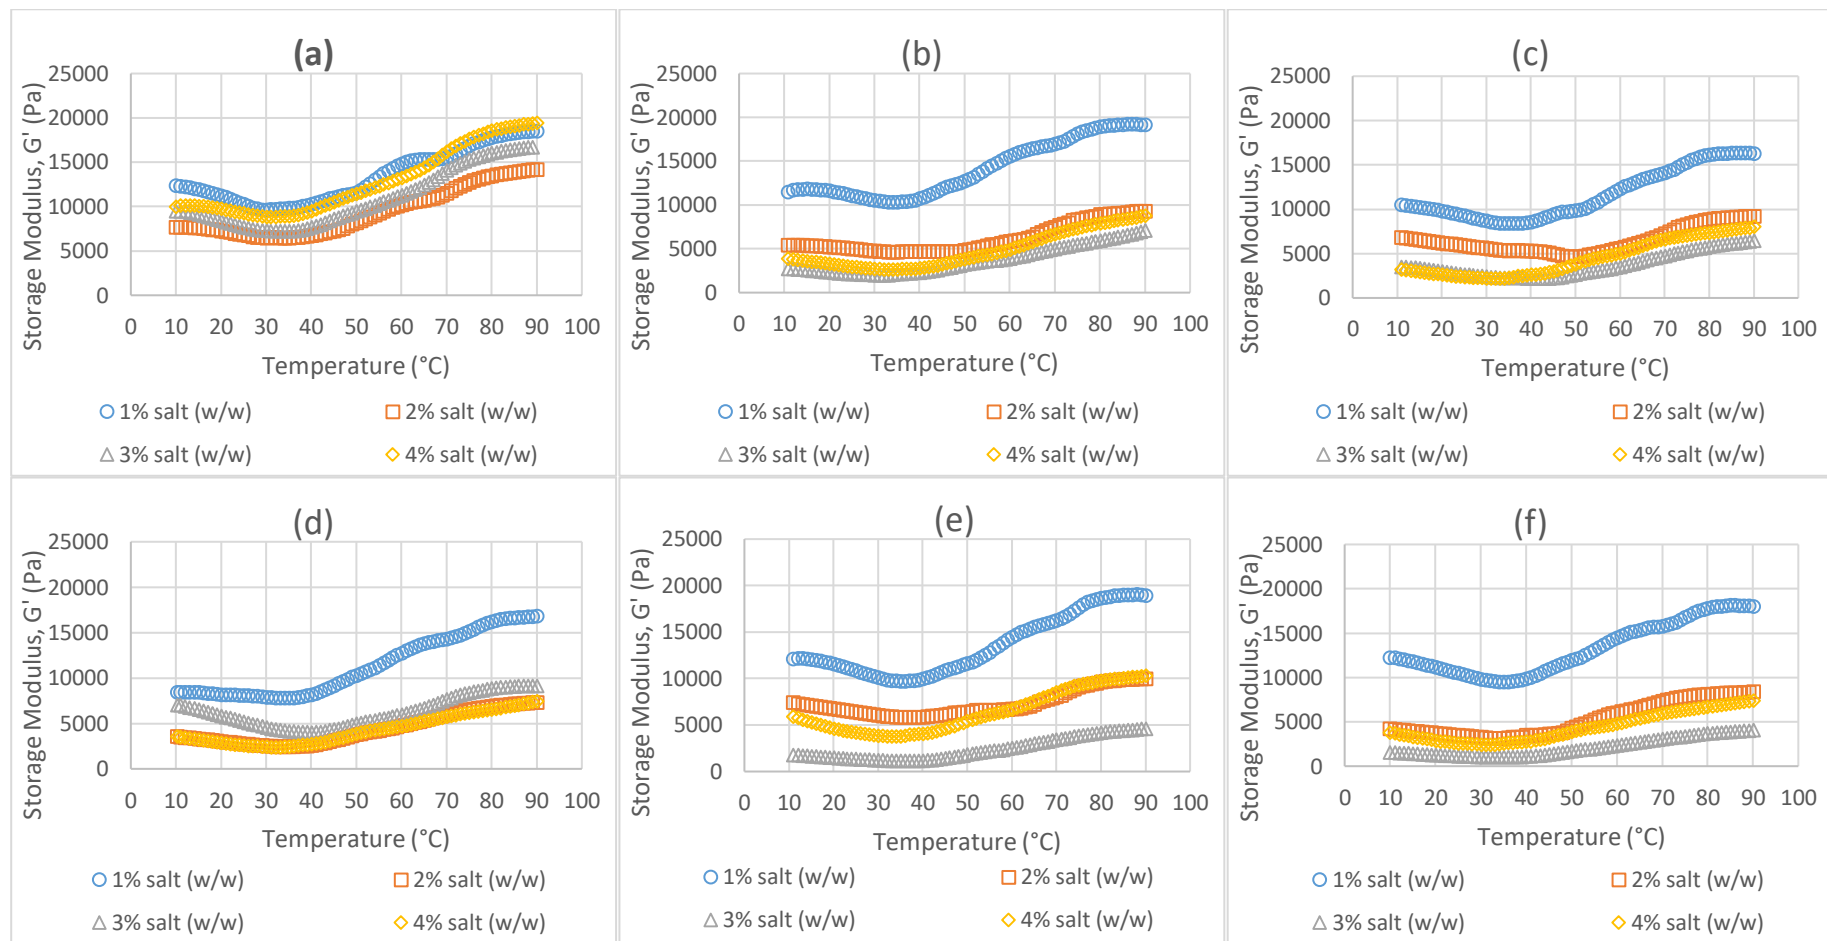 (a)
Storage Modulus, G' (Pa)
25000
20000
15000
10000
5000
0
0 10 20 30 40 50 60 70 80 90 100
Temperature (°C)
1% salt (w/w) 2% salt (w/w)
3% salt (w/w) 4% salt (w/w)
(b)
Storage Modulus, G' (Pa)
25000
20000
15000
10000
5000
0
0 10 20 30 40 50 60 70 80 90 100
Temperature (°C)
1% salt (w/w) 2% salt (w/w)
3% salt (w/w) 4% salt (w/w)
(c)
Storage Modulus, G' (Pa)
25000
20000
15000
10000
5000
0
0 10 20 30 40 50 60 70 80 90 100
Temperature (°C)
1% salt (w/w) 2% salt (w/w)
3% salt (w/w) 4% salt (w/w)
(d)
Storage Modulus, G' (Pa)
25000
20000
15000
10000
5000
0
0 10 20 30 40 50 60 70 80 90 100
Temperature (°C)
1% salt (w/w) 2% salt (w/w)
3% salt (w/w) 4% salt (w/w)
(e)
Storage Modulus, G' (Pa)
25000
20000
15000
10000
5000
0
0 10 20 30 40 50 60 70 80 90 100
Temperature (°C)
1% salt (w/w) 2% salt (w/w)
3% salt (w/w) 4% salt (w/w)
(f)
Storage Modulus, G' (Pa)
25000
20000
15000
10000
5000
0
0 10 20 30 40 50 60 70 80 90 100
Temperature (°C)
1% salt (w/w) 2% salt (w/w)
3% salt (w/w) 4% salt (w/w)